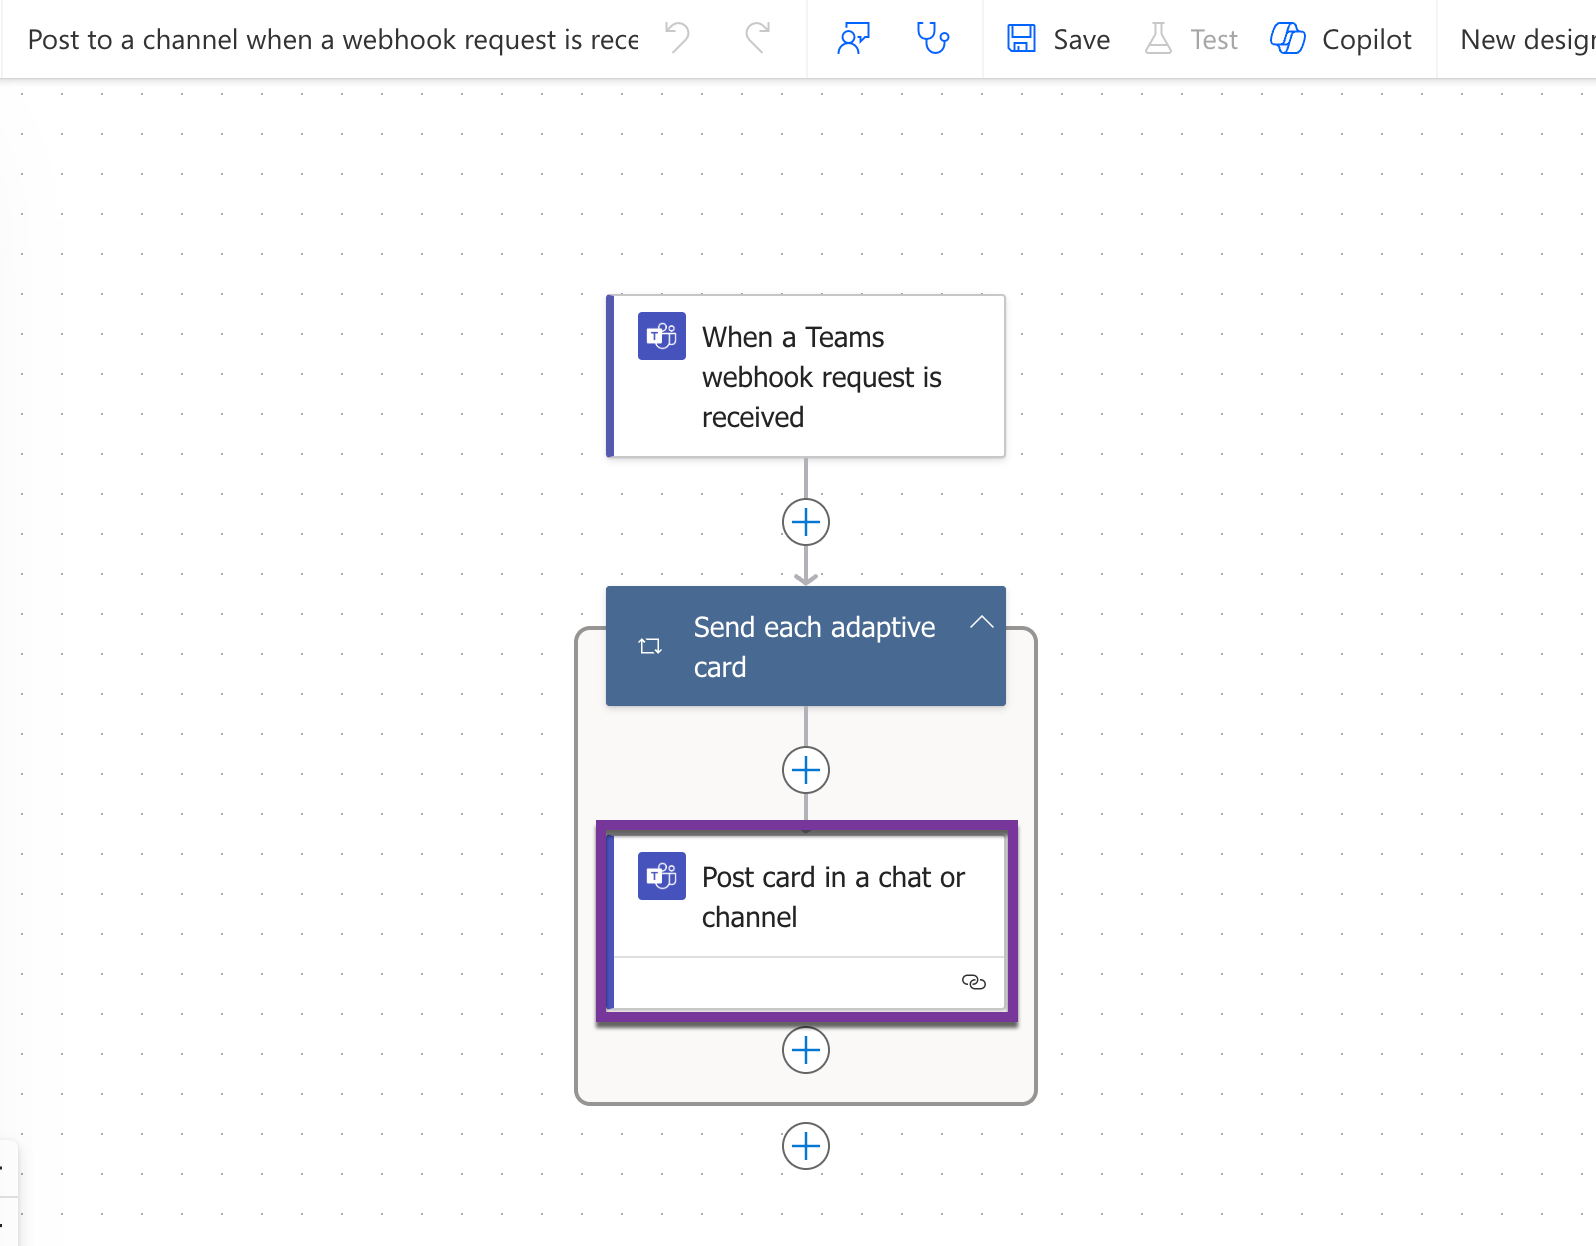 Post to a channel when a webhook request is rece
Save
Test
Copilot
New design
When a Teams
webhook request is
received
Send each adaptive
card
Post card in a chat or
channel